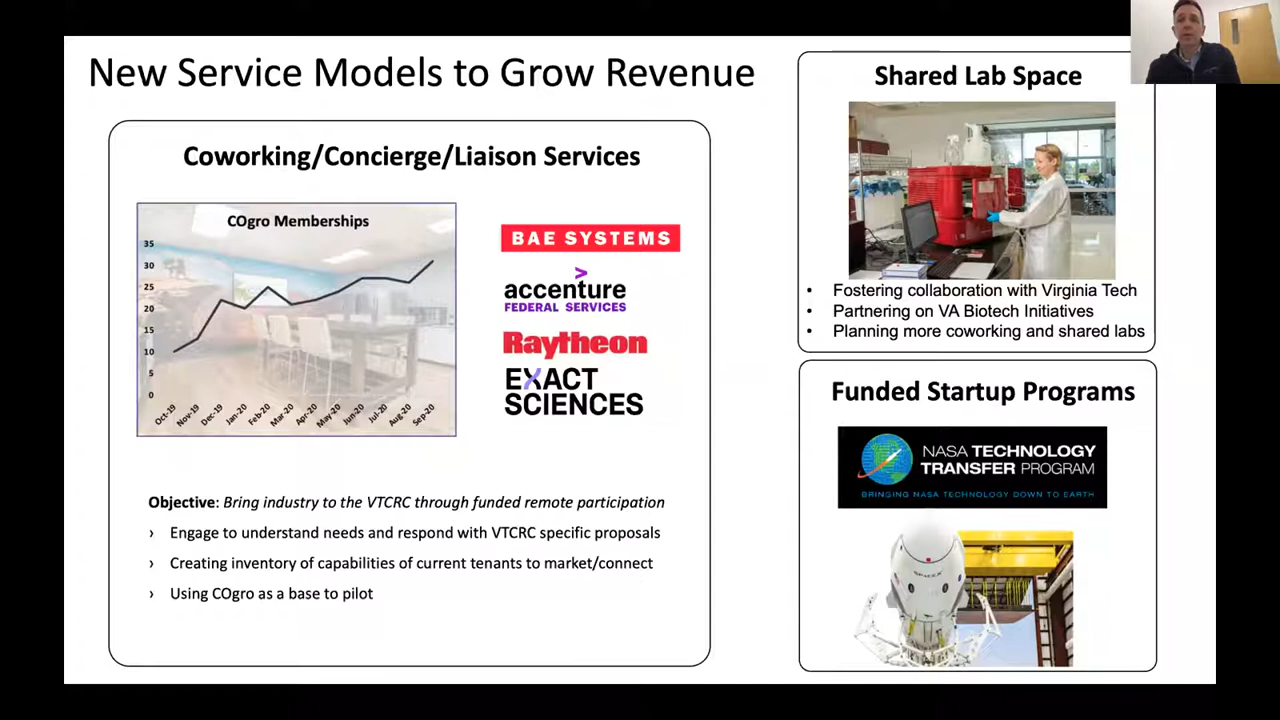 New Service Models to Grow Revenue
Coworking/Concierge/Liaison Services
COgro Memberships
35
30
25
20
15
10
5
0
Oct-19
Nov-19
Dec-19
Jan-20
Feb-20
Mar-20
Apr-20
May-20
Jun-20
Jul-20
Aug-20
Sep-20
BAE SYSTEMS
>
accenture
FEDERAL SERVICES
Raytheon
EXACT
SCIENCES
Objective: Bring industry to the VTCRC through funded remote participation
› Engage to understand needs and respond with VTCRC specific proposals
› Creating inventory of capabilities of current tenants to market/connect
› Using COgro as a base to pilot
Shared Lab Space
• Fostering collaboration with Virginia Tech
• Partnering on VA Biotech Initiatives
• Planning more coworking and shared labs
Funded Startup Programs
NASA TECHNOLOGY
TRANSFER PROGRAM
BRINGING NASA TECHNOLOGY DOWN TO EARTH
SPACEX